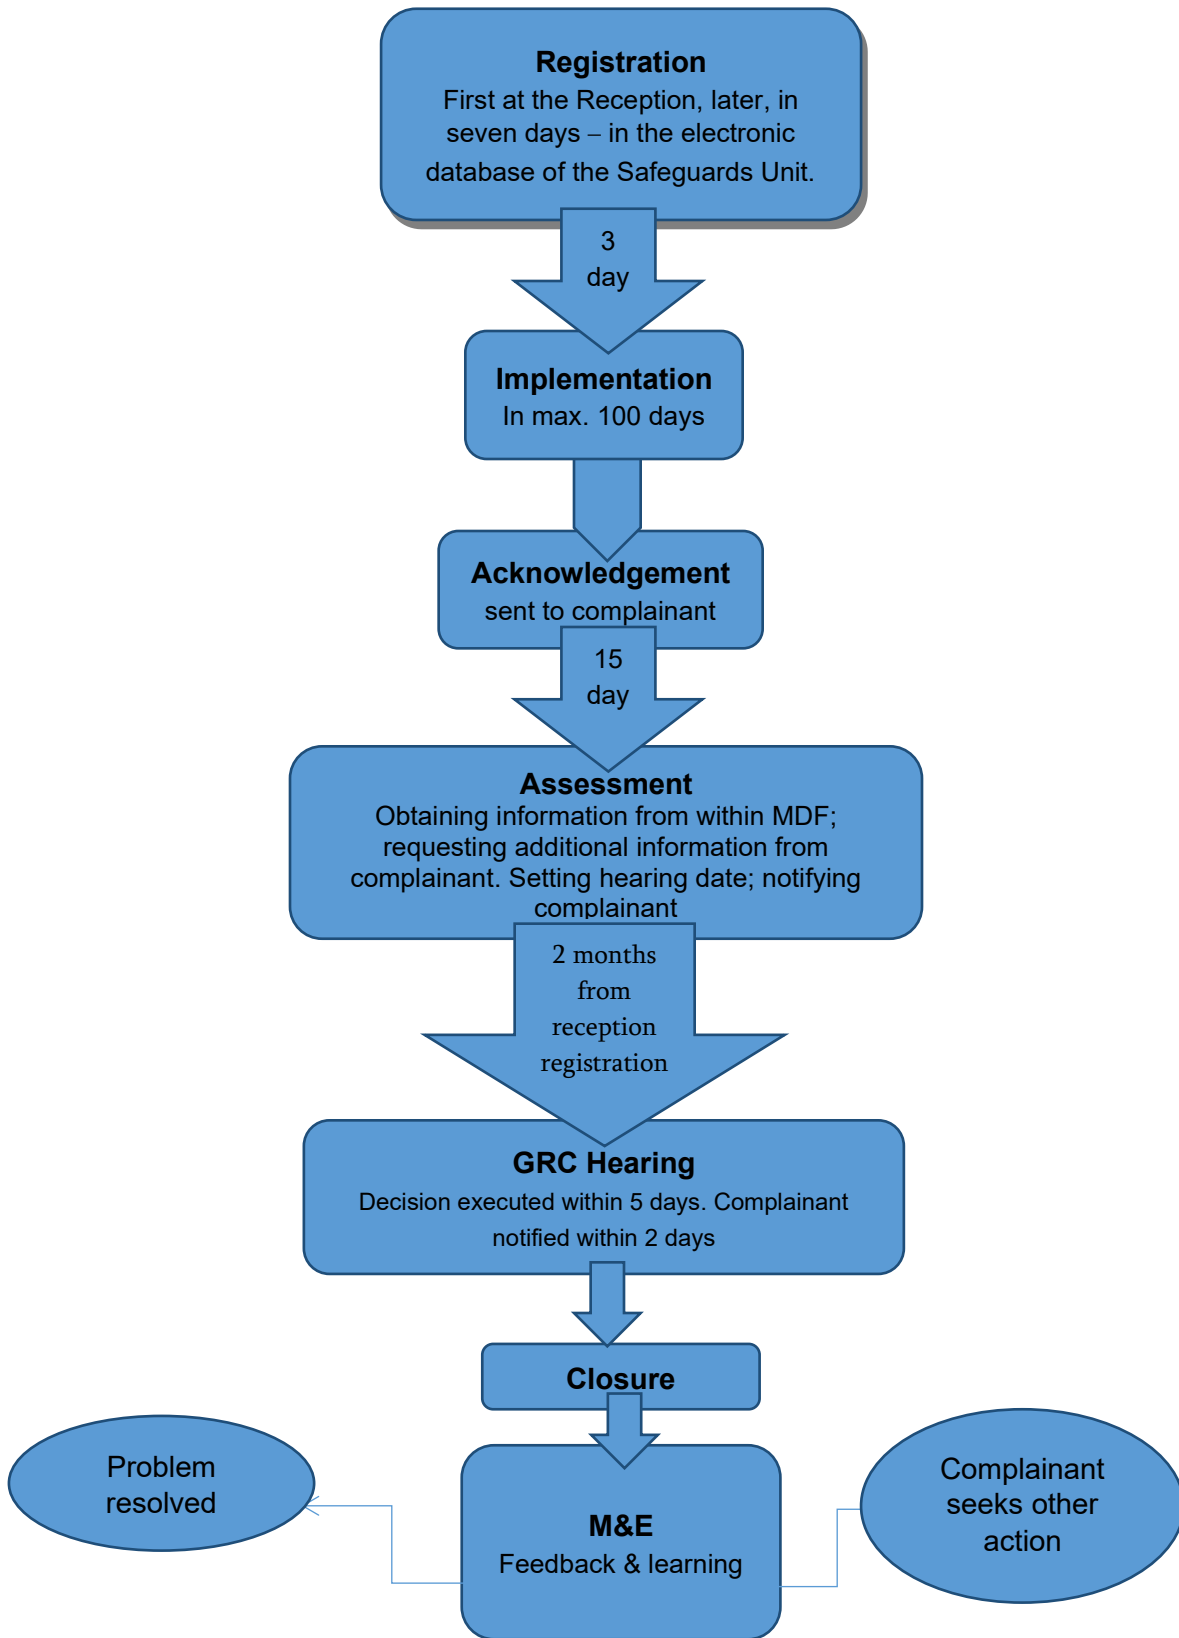 Registration
First at the Reception, later, in
seven days – in the electronic
database of the Safeguards Unit.
3
day
Implementation
In max. 100 days
Acknowledgement
sent to complainant
15
day
Assessment
Obtaining information from within MDF;
requesting additional information from
complainant. Setting hearing date; notifying
complainant
2 months
from
reception
registration
GRC Hearing
Decision executed within 5 days. Complainant
notified within 2 days
Closure
Problem
resolved
M&E
Feedback & learning
Complainant
seeks other
action